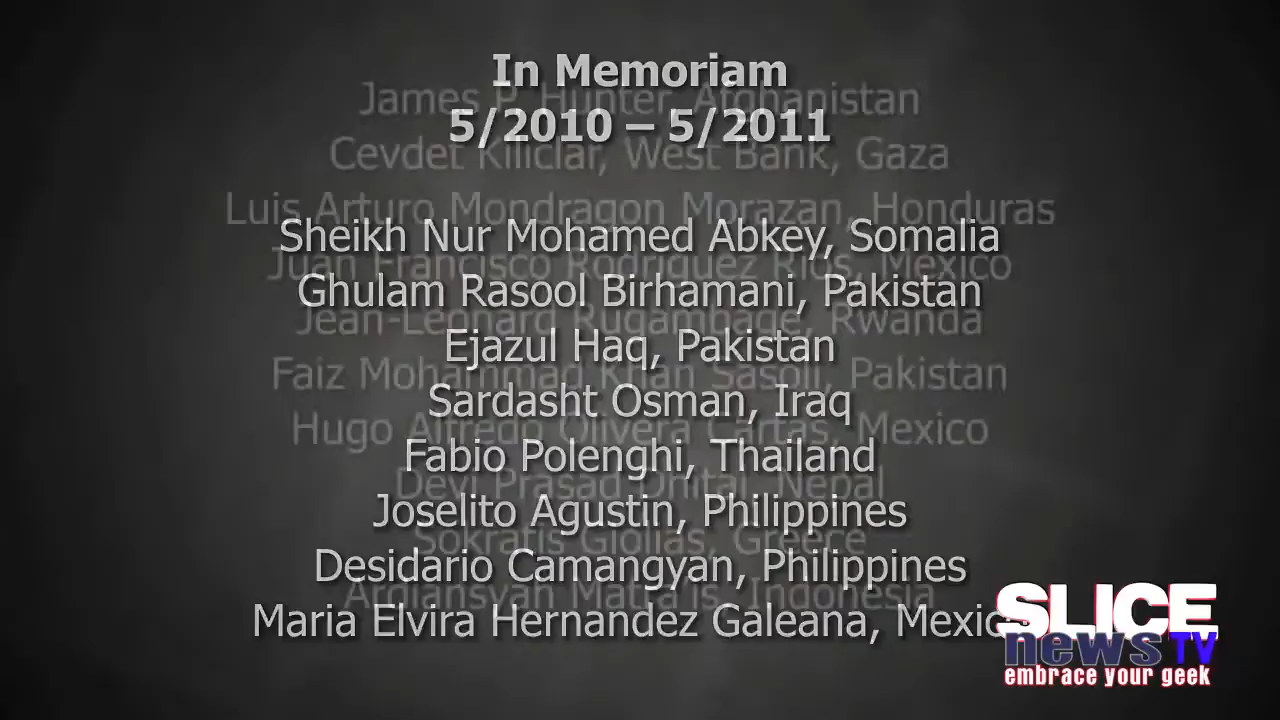 In Memoriam
5/2010 – 5/2011
Sheikh Nur Mohamed Abkey, Somalia
Ghulam Rasool Birhamani, Pakistan
Ejazul Haq, Pakistan
Sardasht Osman, Iraq
Fabio Polenghi, Thailand
Joselito Agustin, Philippines
Desidario Camangyan, Philippines
Maria Elvira Hernandez Galeana, Mexico
James P. Hunter, Afghanistan
Cevdet Kiliclar, West Bank, Gaza
Luis Arturo Mondragon Morazan, Honduras
Juan Francisco Rodriguez Rios, Mexico
Jean-Leonard Rugambage, Rwanda
Faiz Mohammad Khan Sasoli, Pakistan
Hugo Alfredo Olivera Cartas, Mexico
Devi Prasad Dhital, Nepal
Sokratis Giolias, Greece
Ardiansyah Matra'is, Indonesia
SLICE
news TV
embrace your geek